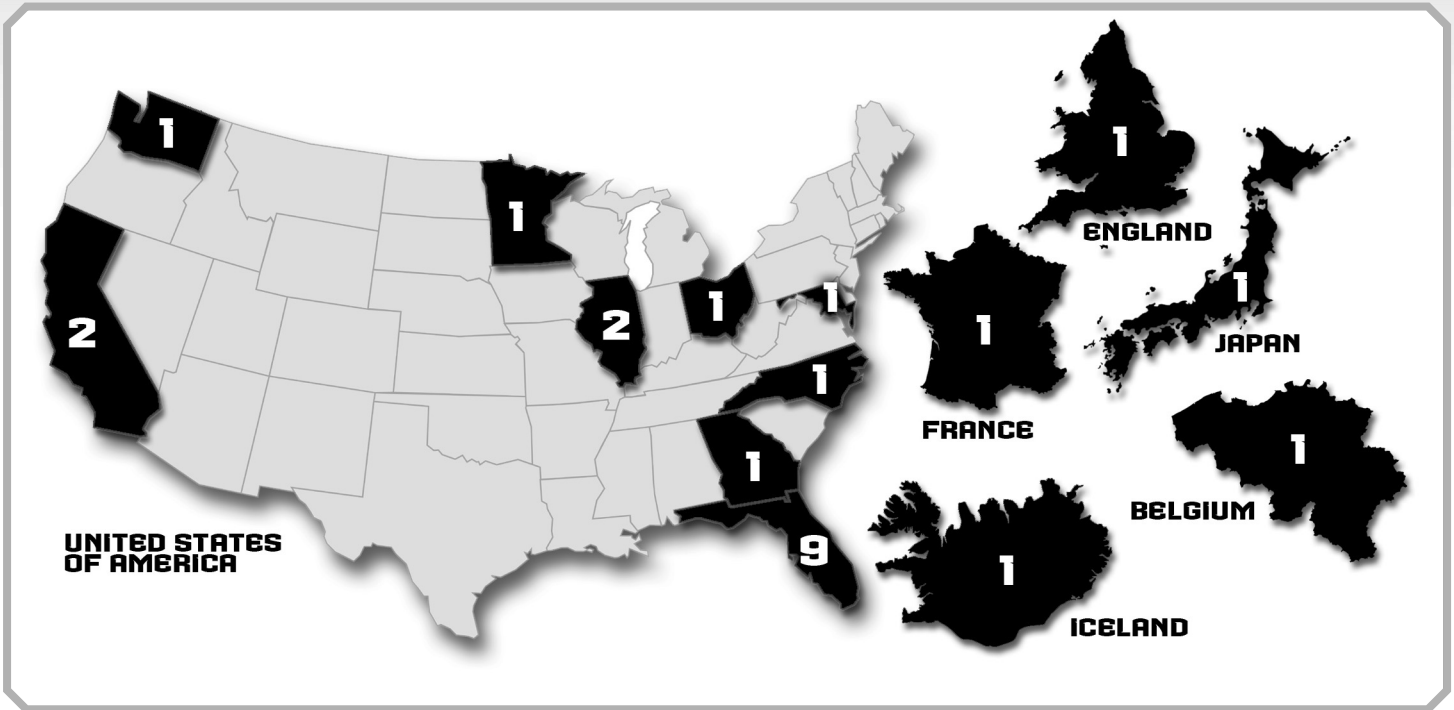 1
1
2
2
1
1
1
1
9
UNITED STATES
OF AMERICA
1
ENGLAND
1
JAPAN
1
FRANCE
1
BELGIUM
1
ICELAND